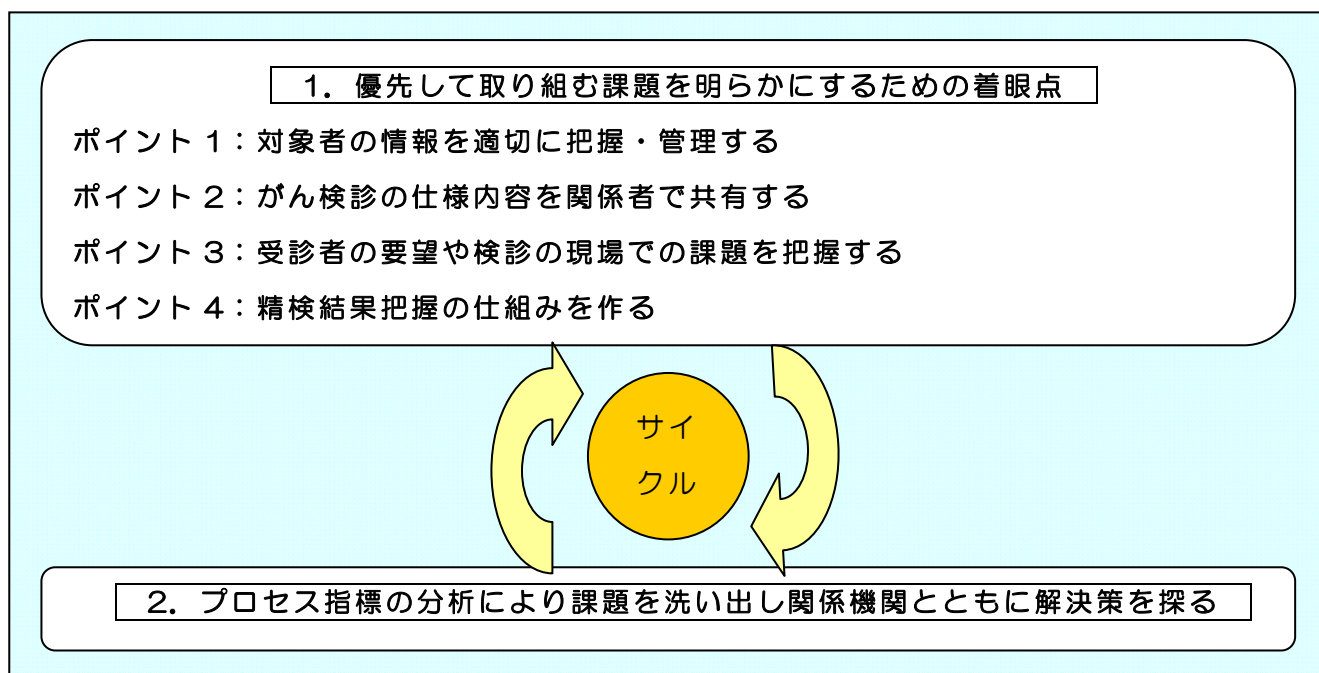 1．優先して取り組む課題を明らかにするための着眼点
ポイント 1：対象者の情報を適切に把握・管理する
ポイント 2：がん検診の仕様内容を関係者で共有する
ポイント 3：受診者の要望や検診の現場での課題を把握する
ポイント 4：精検結果把握の仕組みを作る
サイ
クル
2．プロセス指標の分析により課題を洗い出し関係機関とともに解決策を探る